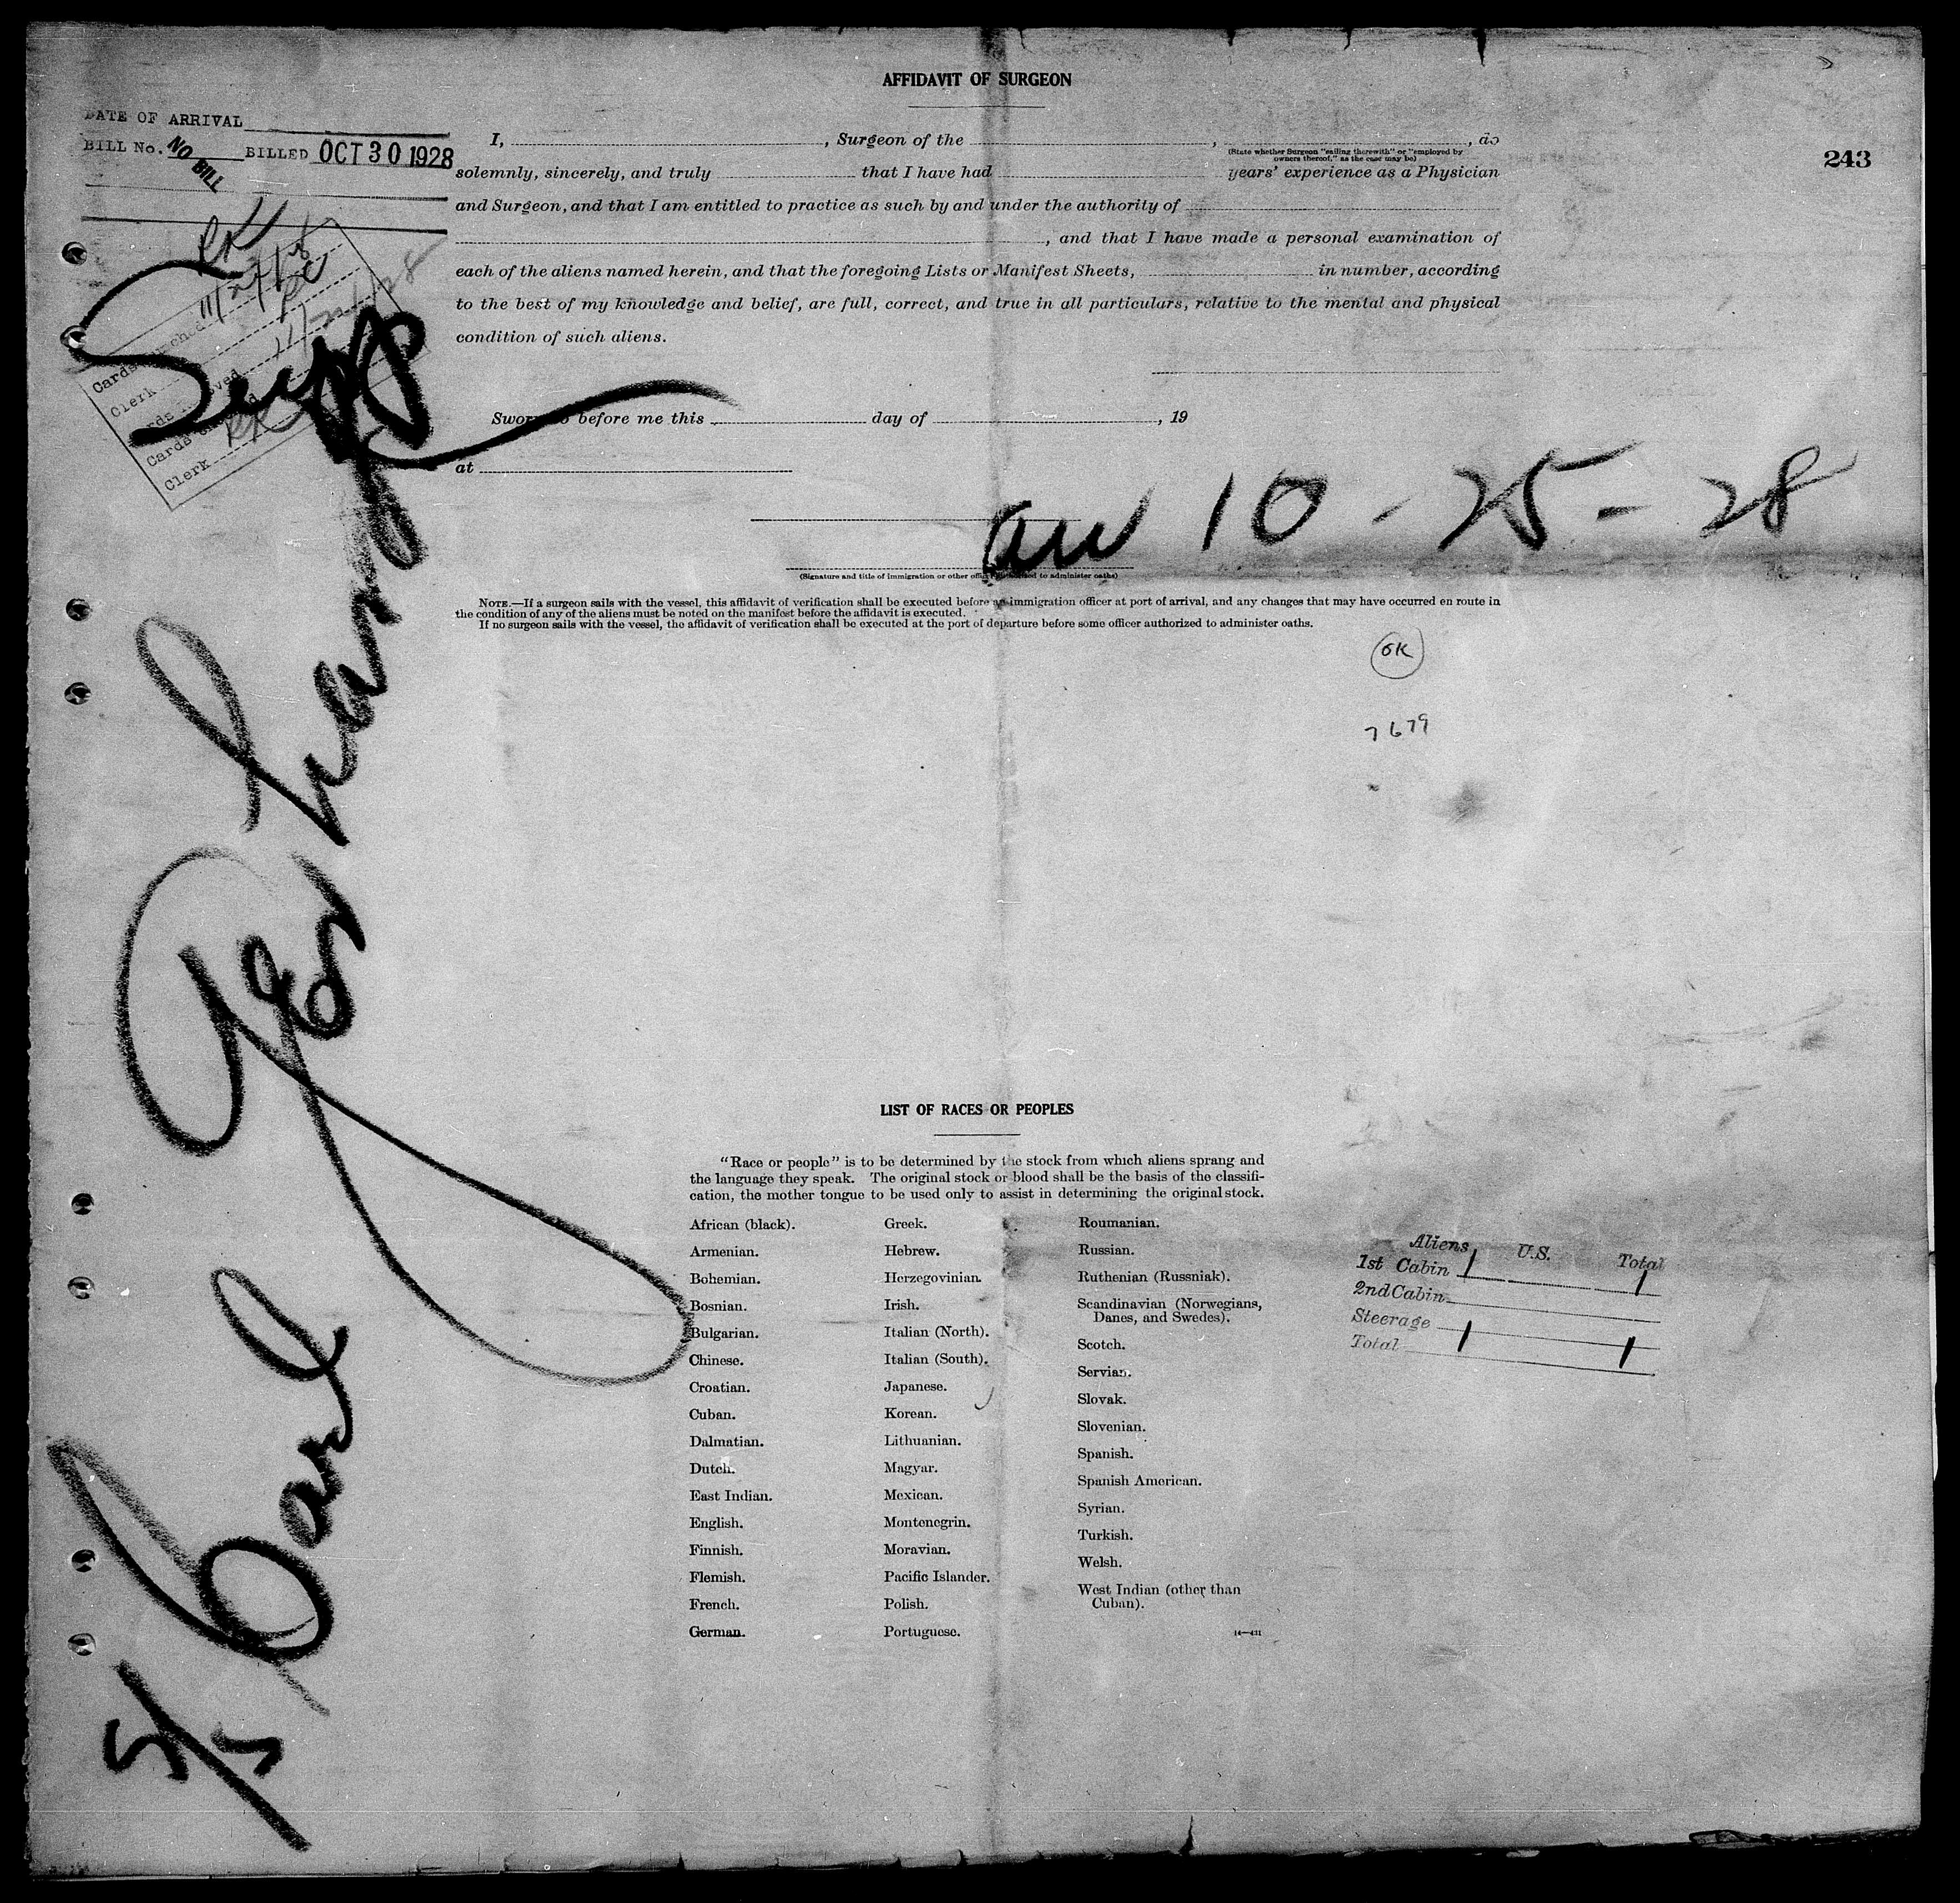 AFFIDAVIT OF SURGEON
DATE OF ARRIVAL
BILL No. NO BILL BILLED OCT 30 1928
243
I, , Surgeon of the , , do
(State whether Surgeon "sailing therewith" or "employed by
owners thereof," as the case may be)
solemnly, sincerely, and truly that I have had years' experience as a Physician
and Surgeon, and that I am entitled to practice as such by and under the authority of
, and that I have made a personal examination of
each of the aliens named herein, and that the foregoing Lists or Manifest Sheets, in number, according
to the best of my knowledge and belief, are full, correct, and true in all particulars, relative to the mental and physical
condition of such aliens.
RK
Cards
Clerk
Cards
Clerk RK
Supp
Sworn to before me this day of , 19
at
arr 10-25-28
(Signature and title of immigration or other officer authorized to administer oaths)
NOTE.—If a surgeon sails with the vessel, this affidavit of verification shall be executed before an immigration officer at port of arrival, and any changes that may have occurred en route in
the condition of any of the aliens must be noted on the manifest before the affidavit is executed.
If no surgeon sails with the vessel, the affidavit of verification shall be executed at the port of departure before some officer authorized to administer oaths.
OK
7679
S/S Carl Gerhard
LIST OF RACES OR PEOPLES
"Race or people" is to be determined by the stock from which aliens sprang and
the language they speak. The original stock or blood shall be the basis of the classifi-
cation, the mother tongue to be used only to assist in determining the original stock.
African (black).
Armenian.
Bohemian.
Bosnian.
Bulgarian.
Chinese.
Croatian.
Cuban.
Dalmatian.
Dutch.
East Indian.
English.
Finnish.
Flemish.
French.
German.
Greek.
Hebrew.
Herzegovinian.
Irish.
Italian (North).
Italian (South).
Japanese.
Korean.
Lithuanian.
Magyar.
Mexican.
Montenegrin.
Moravian.
Pacific Islander.
Polish.
Portuguese.
Roumanian.
Russian.
Ruthenian (Russniak).
Scandinavian (Norwegians,
Danes, and Swedes).
Scotch.
Servian.
Slovak.
Slovenian.
Spanish.
Spanish American.
Syrian.
Turkish.
Welsh.
West Indian (other than
Cuban).
14—431
Aliens U.S. Total
1st Cabin 1 1
2nd Cabin
Steerage
Total 1 1